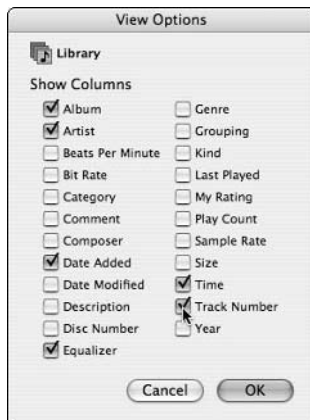 View Options
Library
Show Columns
Album
Artist
Beats Per Minute
Bit Rate
Category
Comment
Composer
Date Added
Date Modified
Description
Disc Number
Equalizer
Genre
Grouping
Kind
Last Played
My Rating
Play Count
Sample Rate
Size
Time
Track Number
Year
Cancel
OK